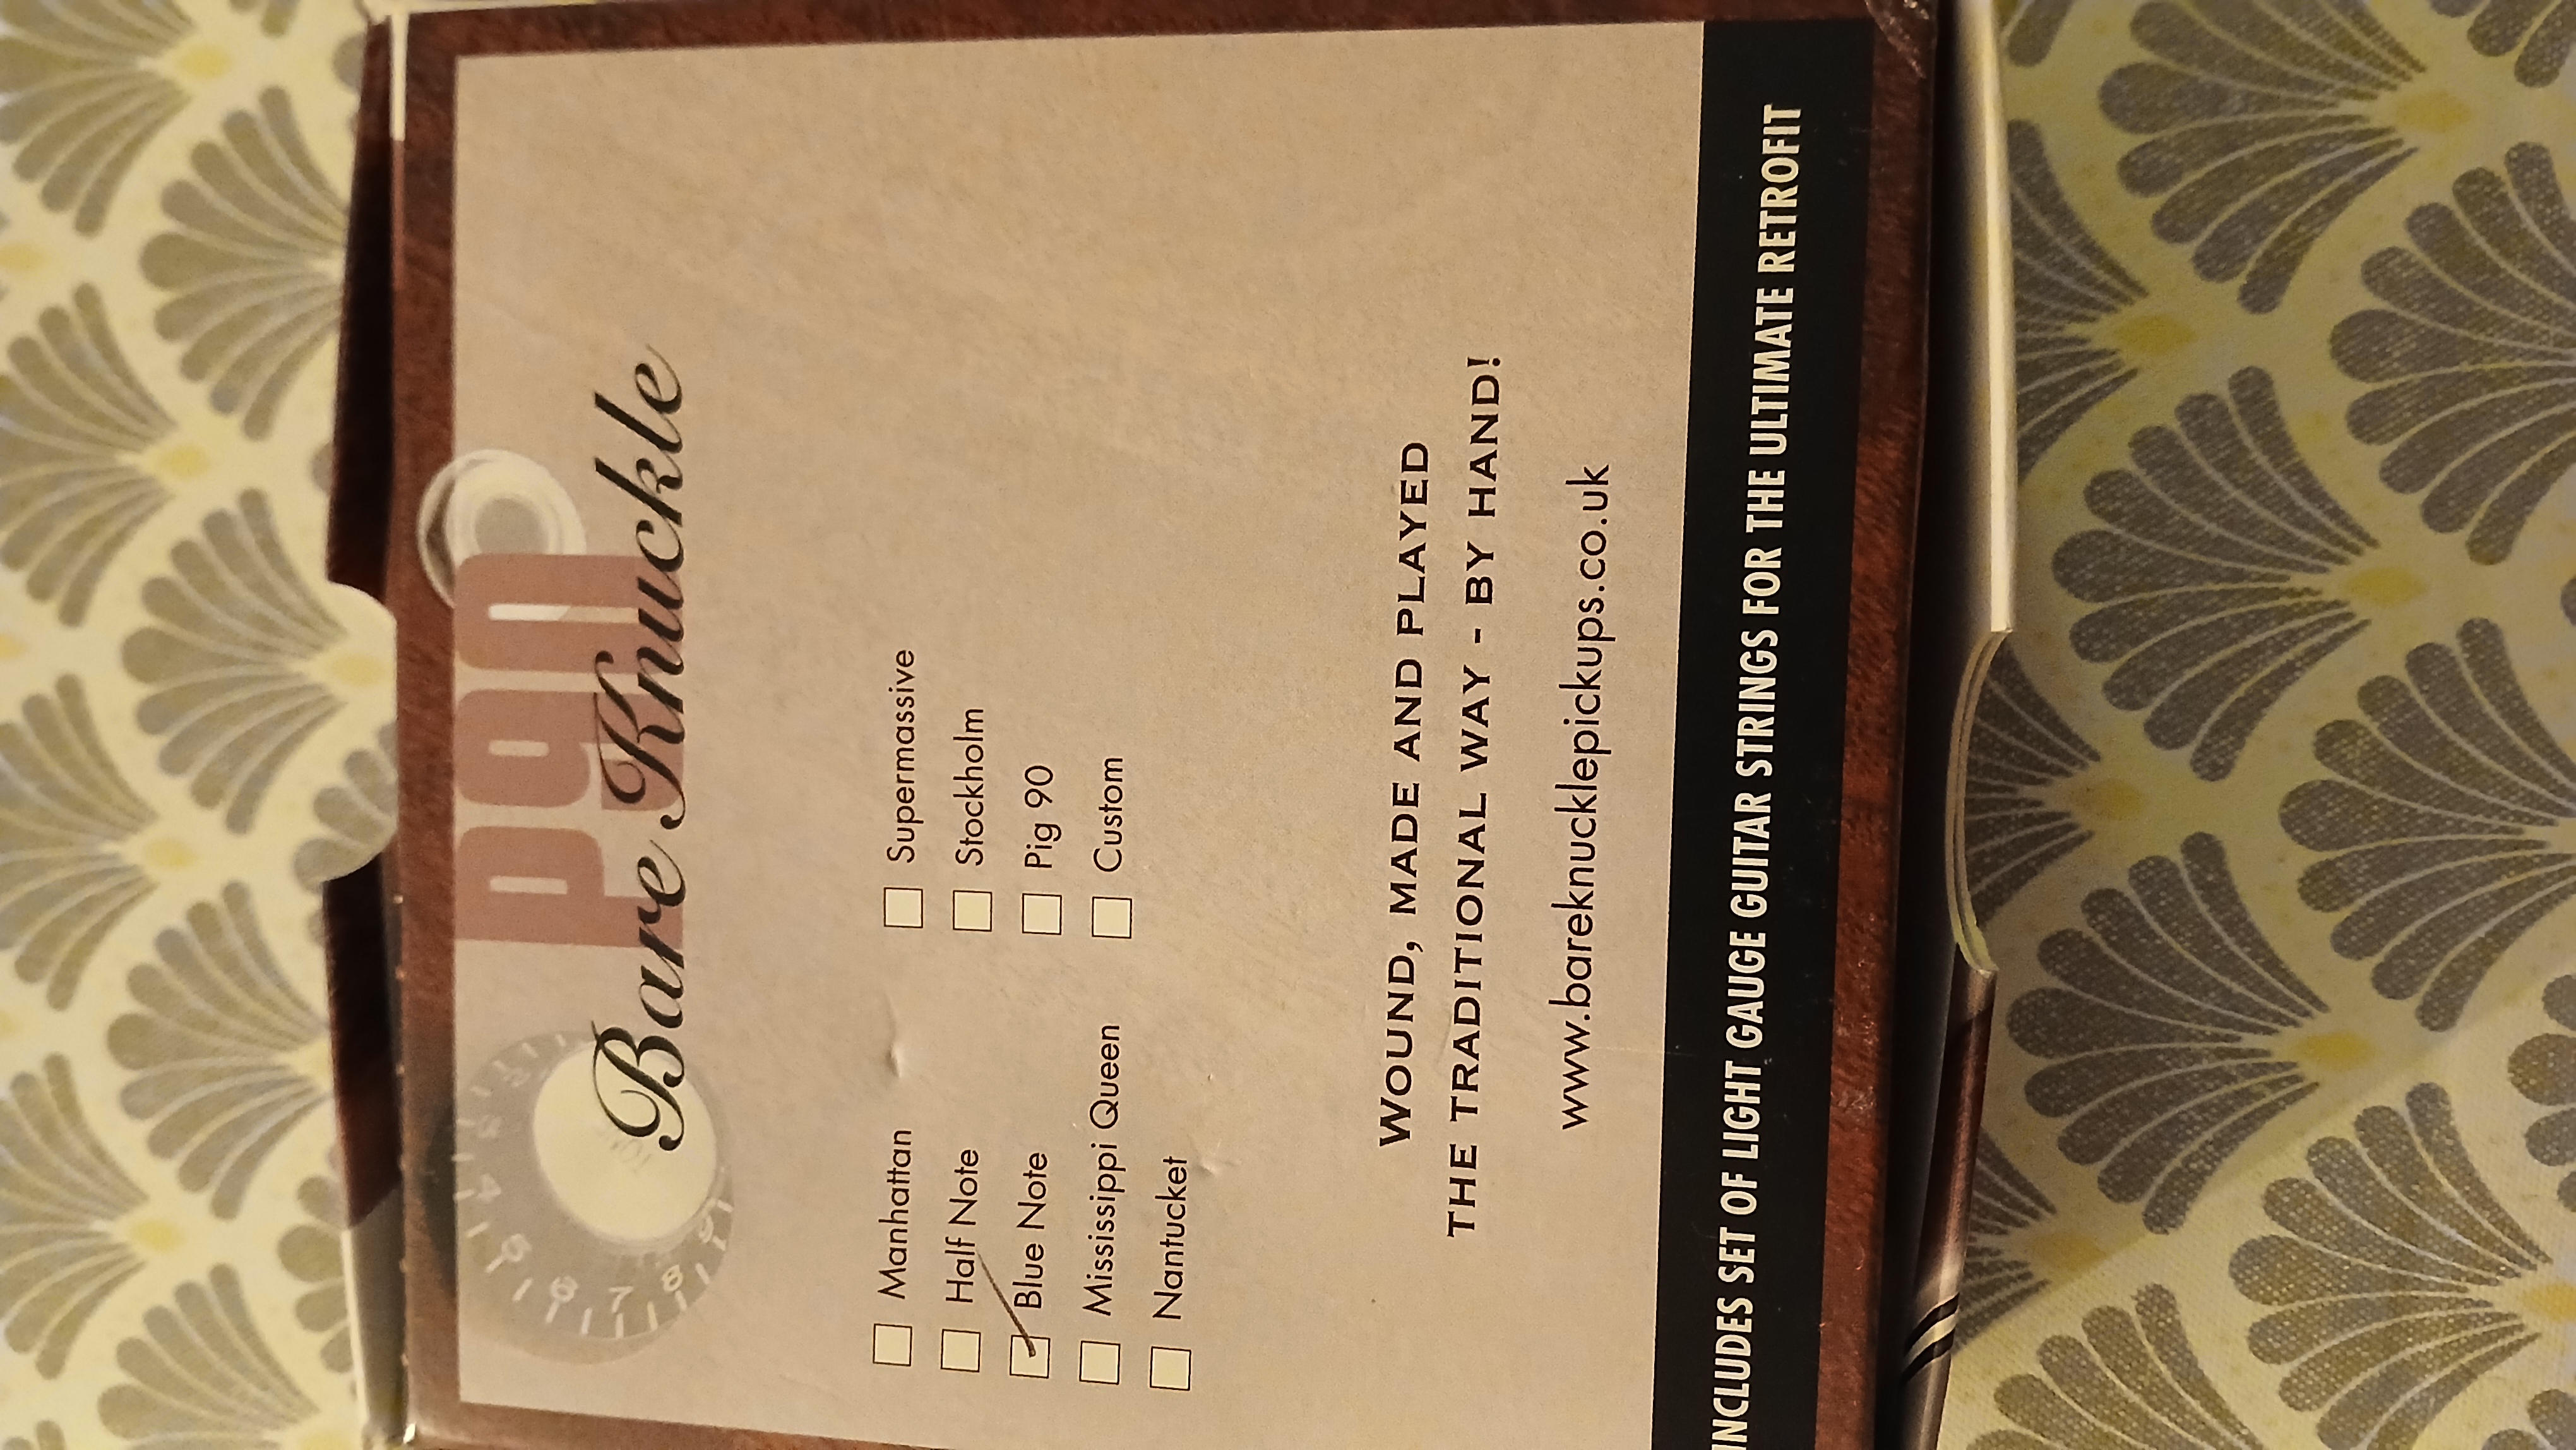 P90
Bare Knuckle
Manhattan
Half Note
Blue Note
Mississippi Queen
Nantucket
Supermassive
Stockholm
Pig 90
Custom
WOUND, MADE AND PLAYED
THE TRADITIONAL WAY - BY HAND!
www.bareknucklepickups.co.uk
INCLUDES SET OF LIGHT GAUGE GUITAR STRINGS FOR THE ULTIMATE RETROFIT